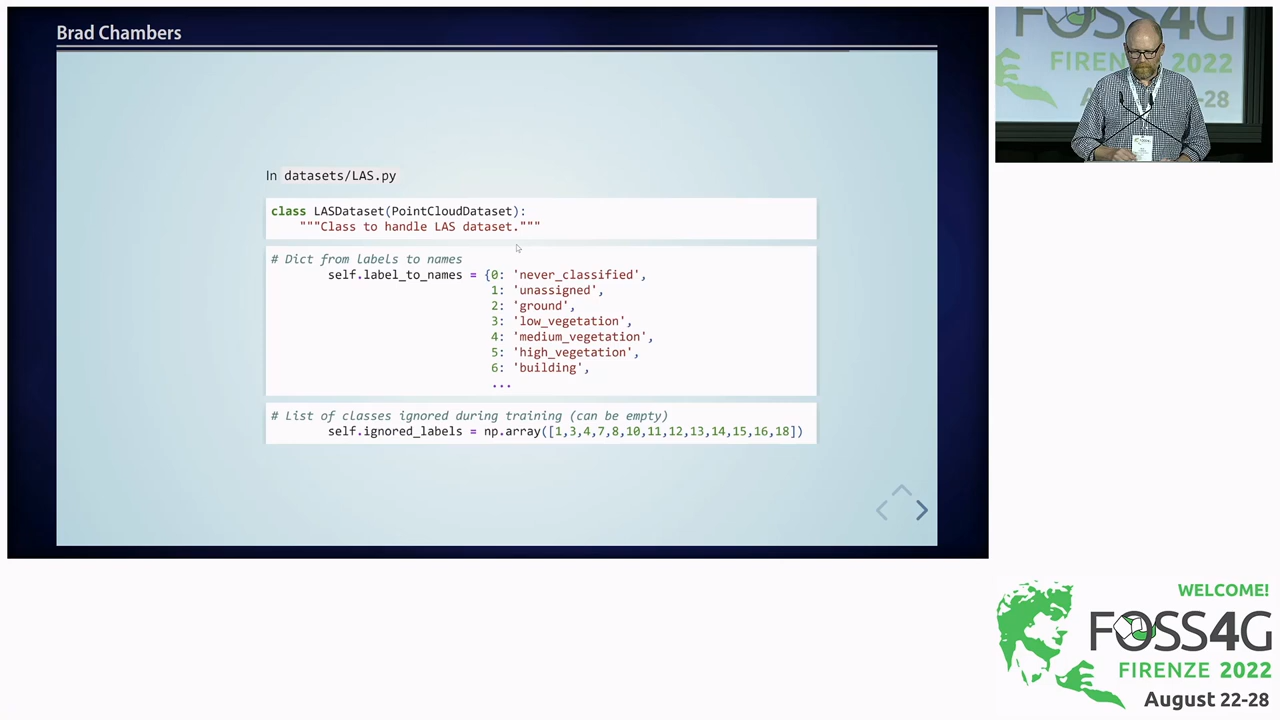 Brad Chambers
In datasets/LAS.py
class LASDataset(PointCloudDataset):
"""Class to handle LAS dataset."""
# Dict from labels to names
self.label_to_names = {0: 'never_classified',
1: 'unassigned',
2: 'ground',
3: 'low_vegetation',
4: 'medium_vegetation',
5: 'high_vegetation',
6: 'building',
...
# List of classes ignored during training (can be empty)
self.ignored_labels = np.array([1,3,4,7,8,10,11,12,13,14,15,16,18])
FOSS4G
FIRENZE 2022
WELCOME!
FOSS4G
FIRENZE 2022
August 22-28